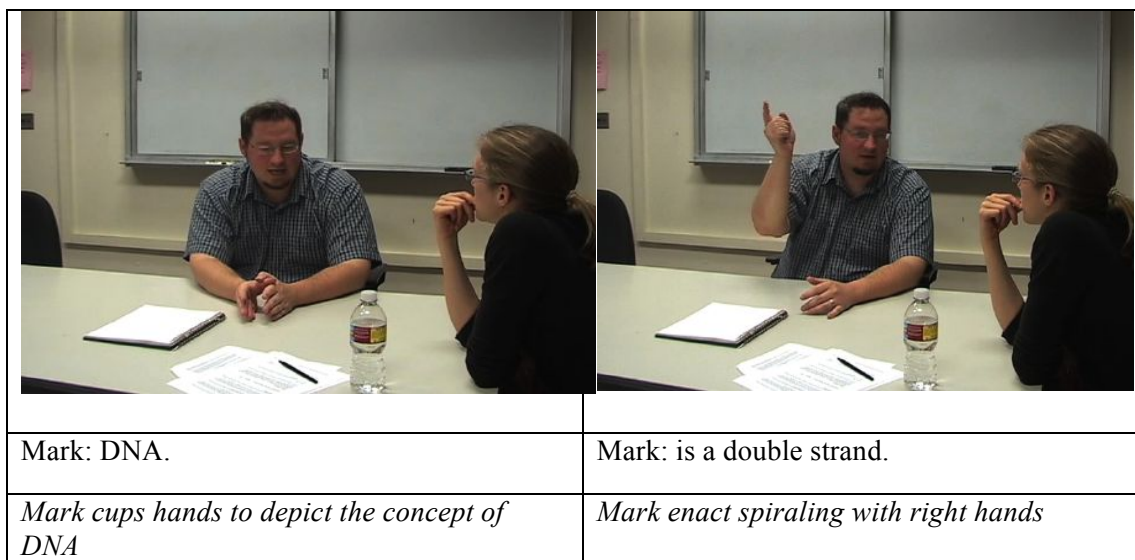 Mark: DNA.
Mark: is a double strand.
Mark cups hands to depict the concept of
DNA
Mark enact spiraling with right hands